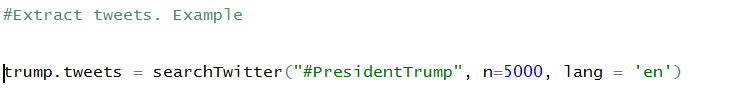 #Extract tweets. Example
trump.tweets = searchTwitter("#PresidentTrump", n=5000, lang = 'en')